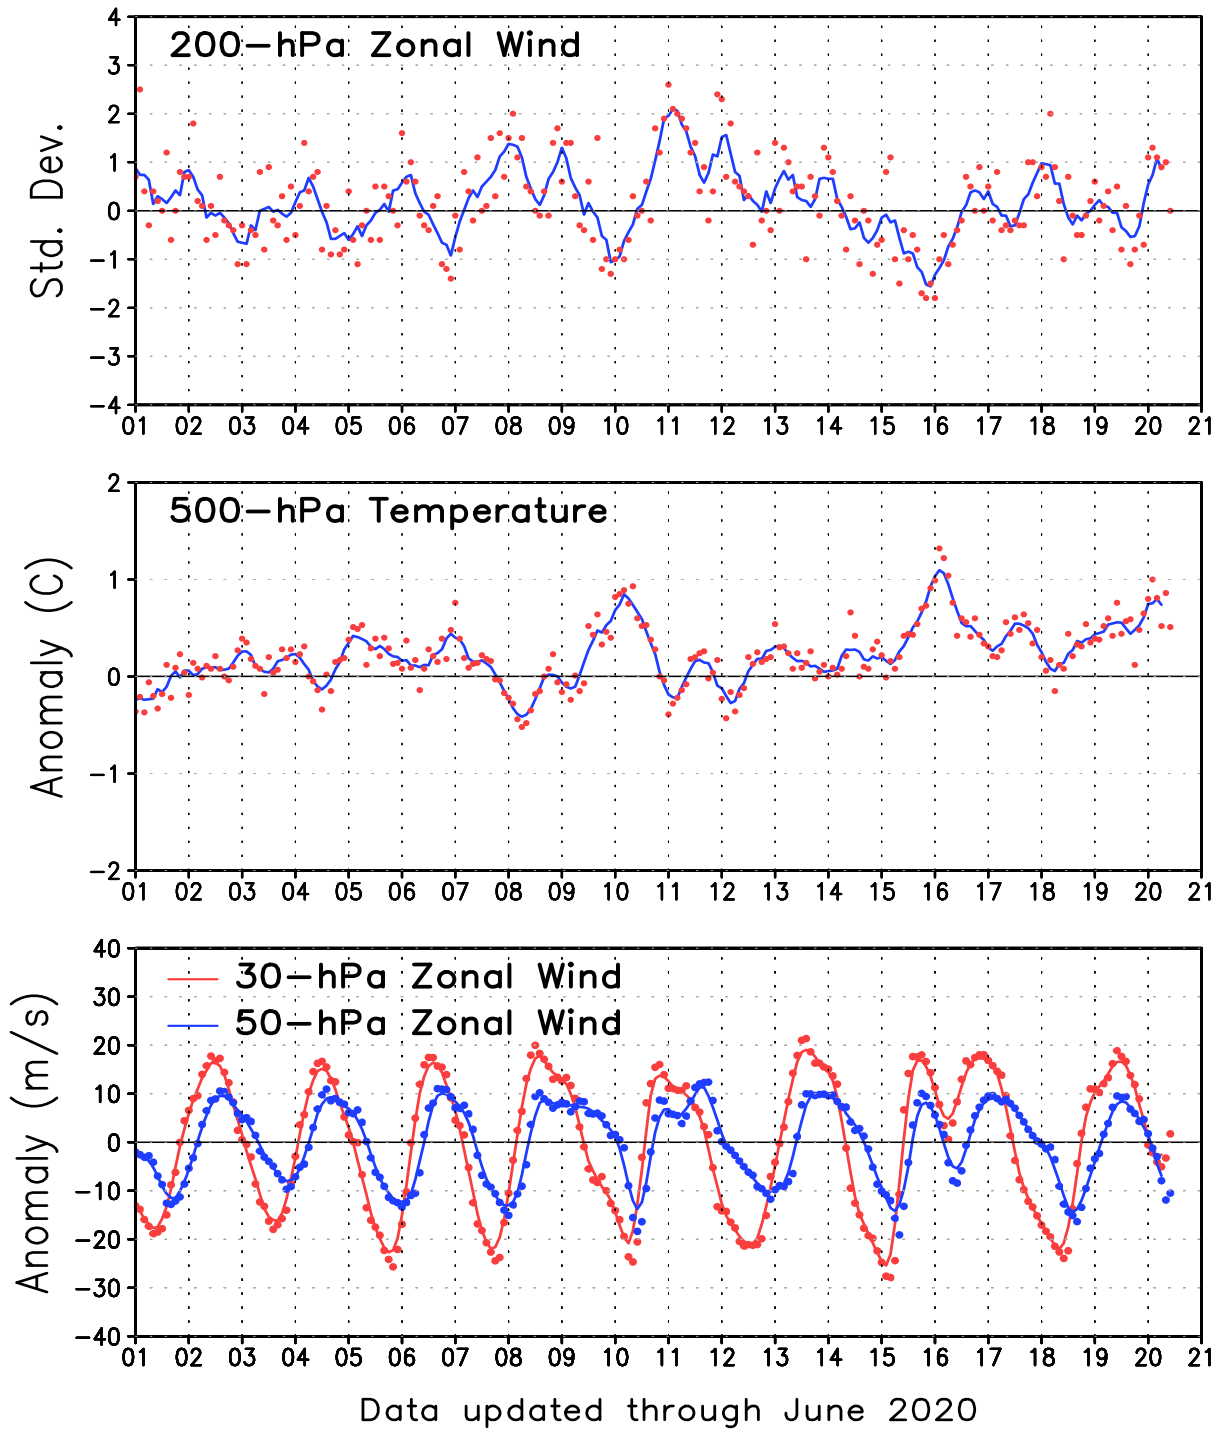 200-hPa Zonal Wind
Std. Dev.
4
3
2
1
0
-1
-2
-3
-4
01 02 03 04 05 06 07 08 09 10 11 12 13 14 15 16 17 18 19 20 21
500-hPa Temperature
Anomaly (C)
2
1
0
-1
-2
01 02 03 04 05 06 07 08 09 10 11 12 13 14 15 16 17 18 19 20 21
30-hPa Zonal Wind
50-hPa Zonal Wind
Anomaly (m/s)
40
30
20
10
0
-10
-20
-30
-40
01 02 03 04 05 06 07 08 09 10 11 12 13 14 15 16 17 18 19 20 21
Data updated through June 2020